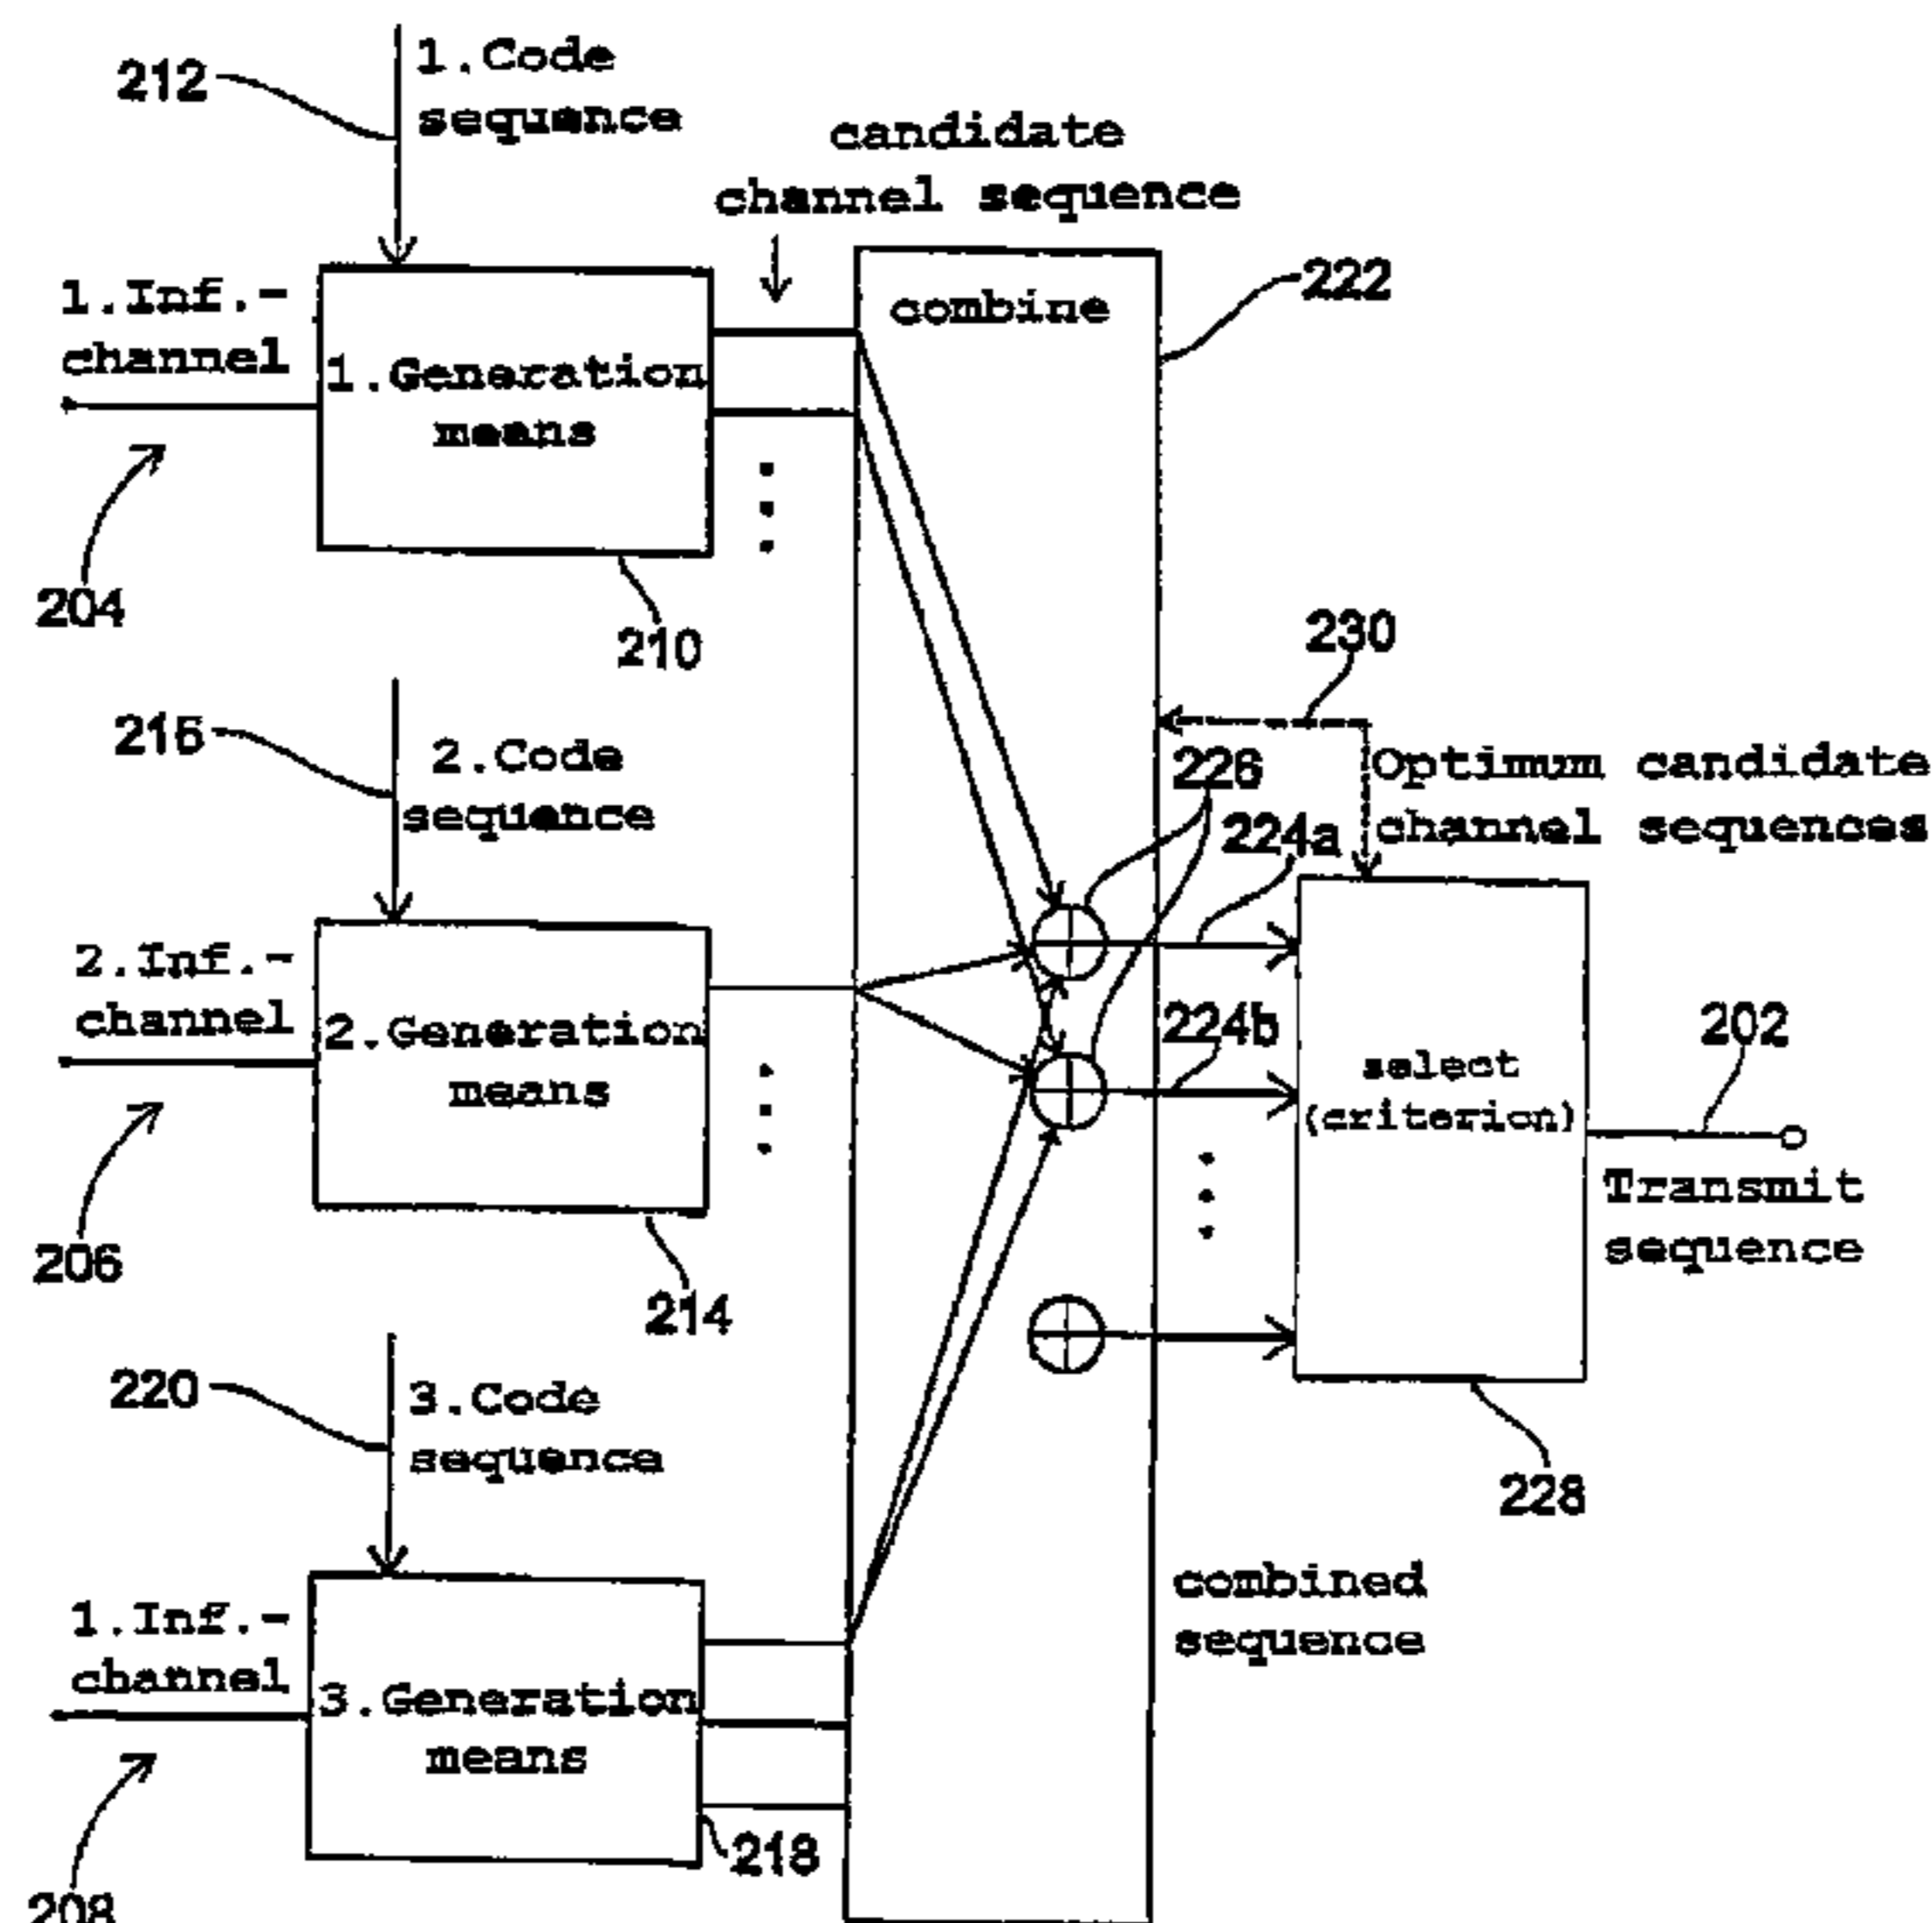 212
1.Code
sequence
candidate
channel sequence
1.Inf.-
channel
1.Generation
means
combine
222
204
210
230
216
2.Code
sequence
226
224a
Optimum candidate
channel sequences
2.Inf.-
channel
2.Generation
means
224b
select
(criterion)
202
Transmit
sequence
206
214
220
3.Code
sequence
228
1.Inf.-
channel
3.Generation
means
combined
sequence
218
208